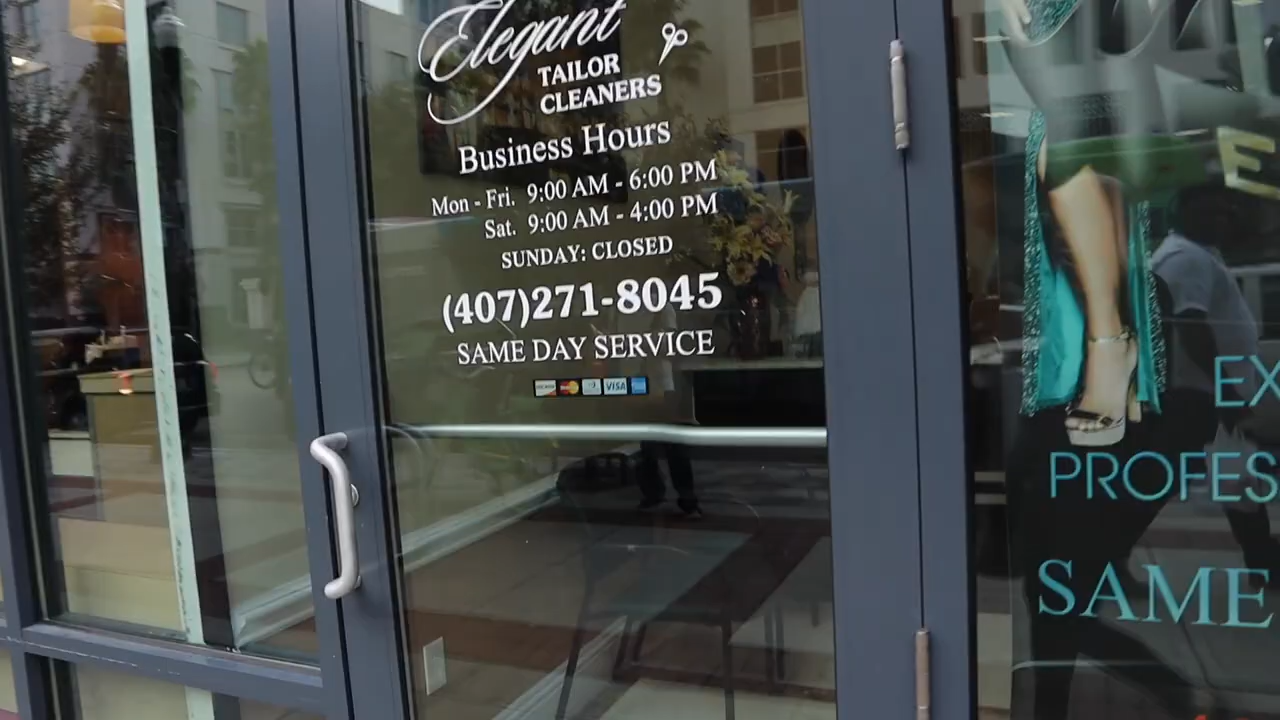 Elegant
TAILOR
CLEANERS
Business Hours
Mon - Fri. 9:00 AM - 6:00 PM
Sat. 9:00 AM - 4:00 PM
SUNDAY: CLOSED
(407)271-8045
SAME DAY SERVICE
VISA
E
EX
PROFES
SAME